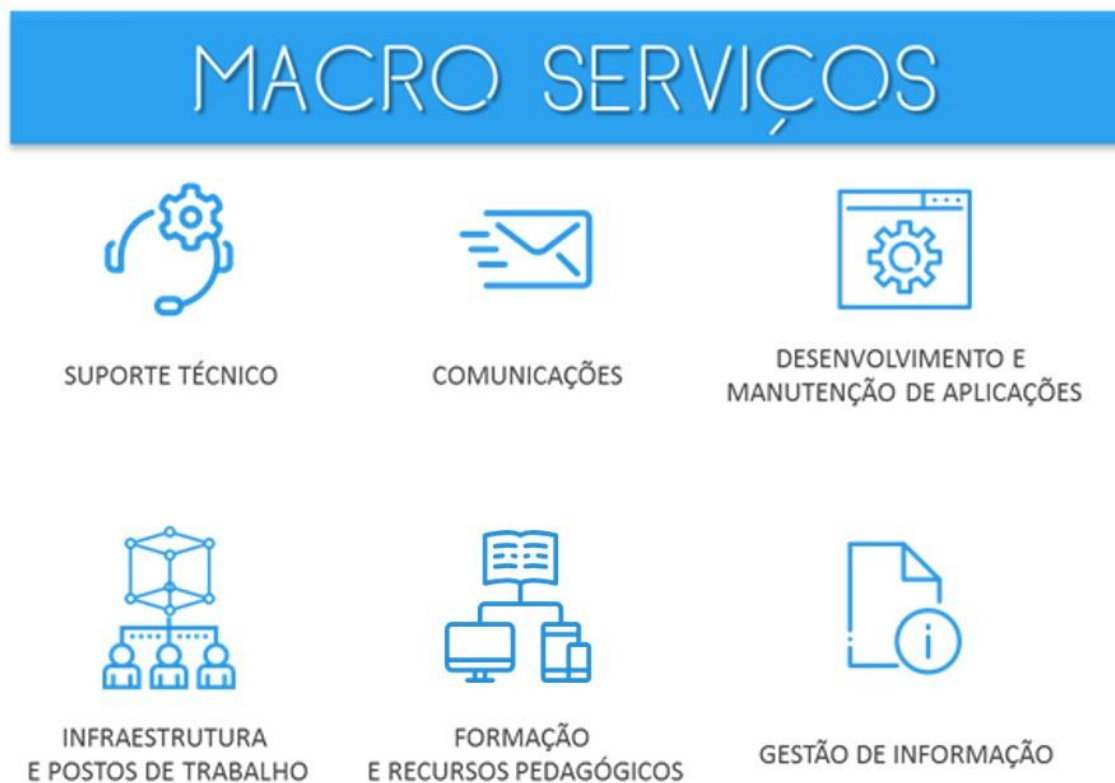 MACRO SERVIÇOS
SUPORTE TÉCNICO
COMUNICAÇÕES
DESENVOLVIMENTO E
MANUTENÇÃO DE APLICAÇÕES
INFRAESTRUTURA
E POSTOS DE TRABALHO
FORMAÇÃO
E RECURSOS PEDAGÓGICOS
GESTÃO DE INFORMAÇÃO